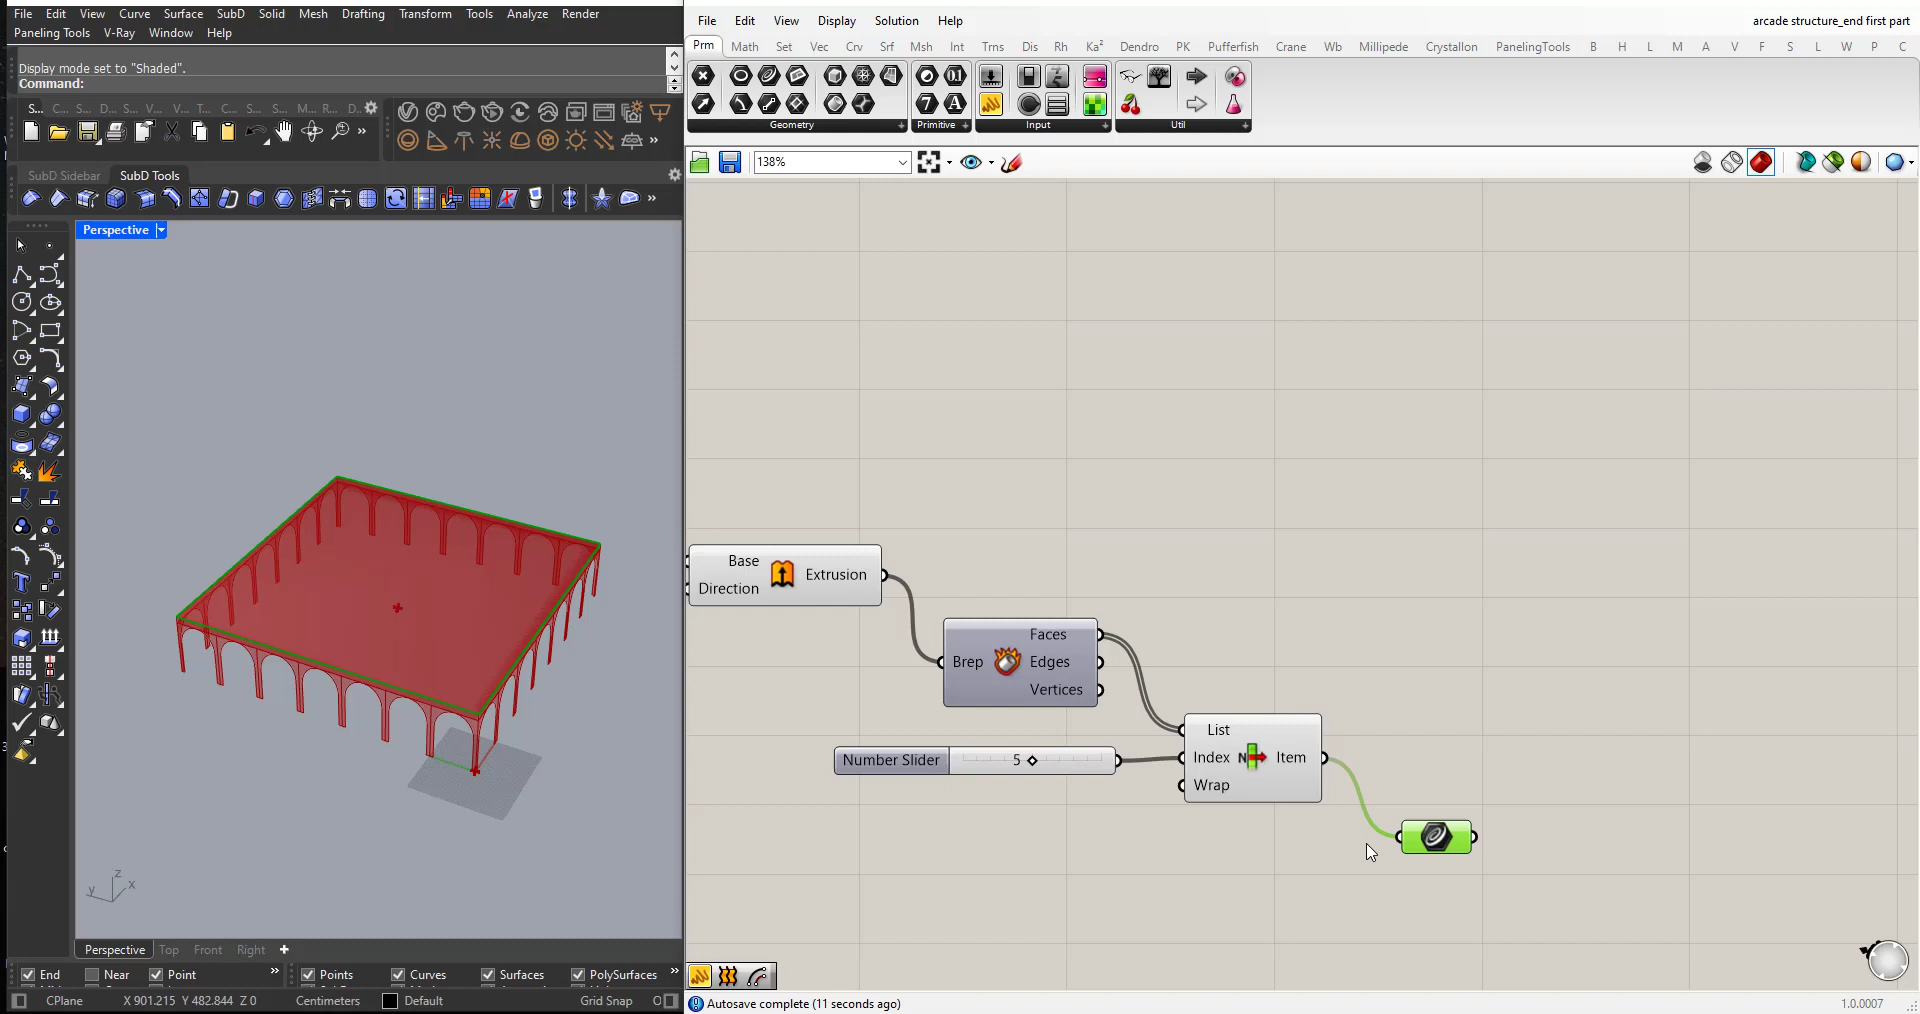 File Edit View Curve Surface SubD Solid Mesh Drafting Transform Tools Analyze Render
Paneling Tools V-Ray Window Help
Display mode set to "Shaded".
Command:
S... C... S... D... S... V... V... T... C... S... S... M... R... D...
SubD Sidebar SubD Tools
Perspective
z
y x
Perspective Top Front Right
End Near Point Points Curves Surfaces PolySurfaces
CPlane X 901.215 Y 482.844 Z 0 Centimeters Default Grid Snap O
File Edit View Display Solution Help
arcade structure_end first part
Prm Math Set Vec Crv Srf Msh Int Trns Dis Rh Ka² Dendro PK Pufferfish Crane Wb Millipede Crystallon PanelingTools B H L M A V F S L W P C
Geometry Primitive Input Util
138%
Base
Direction
Extrusion
Brep
Faces
Edges
Vertices
Number Slider 5
List
Index
Wrap
N
Item
Autosave complete (11 seconds ago)
1.0.0007